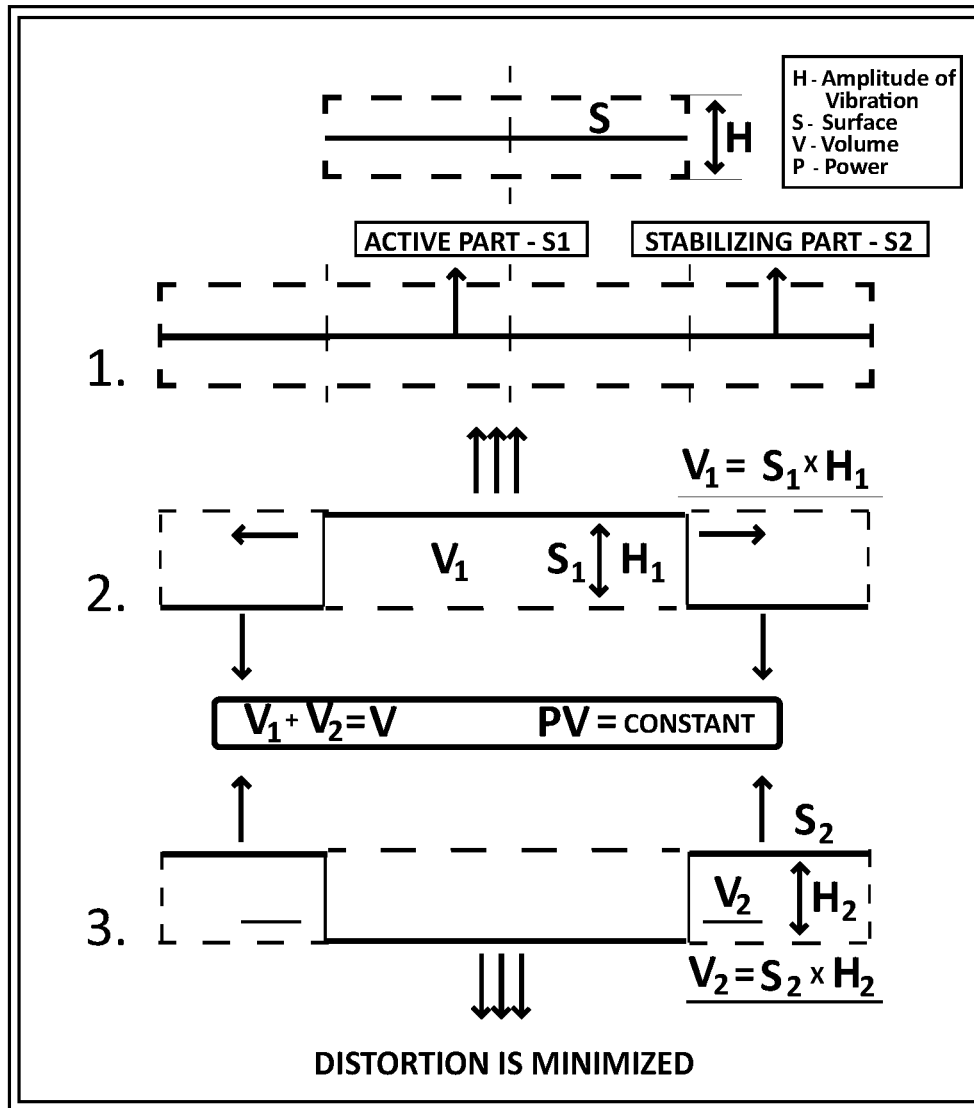 H - Amplitude of
Vibration
S - Surface
V - Volume
P - Power
S
H
ACTIVE PART - S1
STABILIZING PART - S2
1.
V₁ = S₁ x H₁
V₁
S₁
H₁
2.
V₁ + V₂ = V
PV = CONSTANT
S₂
V₂
H₂
3.
V₂ = S₂ x H₂
DISTORTION IS MINIMIZED